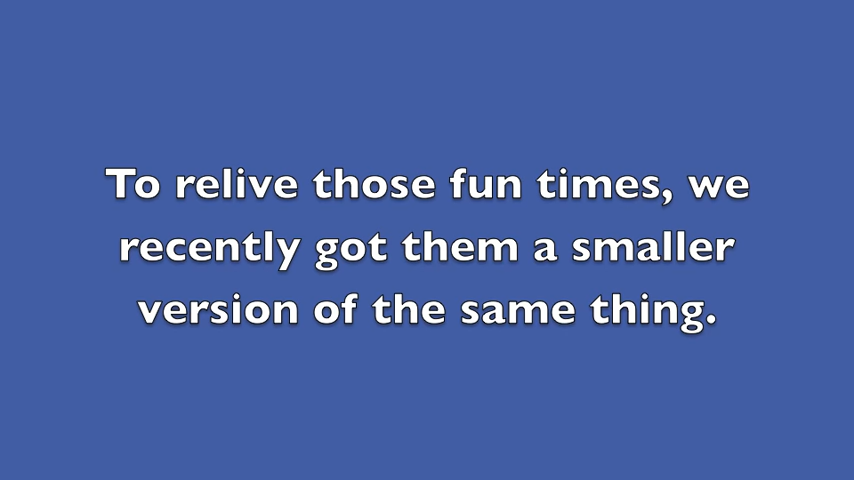 To relive those fun times, we
recently got them a smaller
version of the same thing.